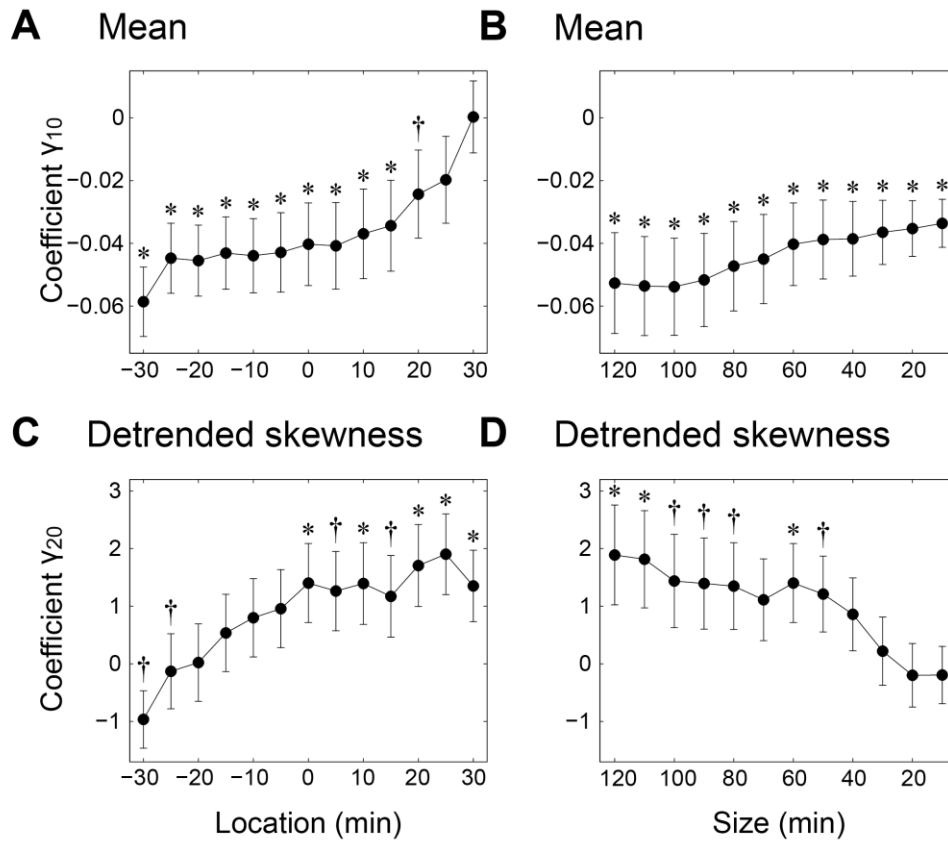 A Mean
B Mean
Coefficient γ10
0
−0.02
−0.04
−0.06
* * * * * * * * * * †
−30 −20 −10 0 10 20 30
0
−0.02
−0.04
−0.06
* * * * * * * * * * * *
120 100 80 60 40 20
C Detrended skewness
D Detrended skewness
Coefficient γ20
3
2
1
0
−1
† † * † * † * * *
−30 −20 −10 0 10 20 30
Location (min)
3
2
1
0
−1
* * † † † * †
120 100 80 60 40 20
Size (min)